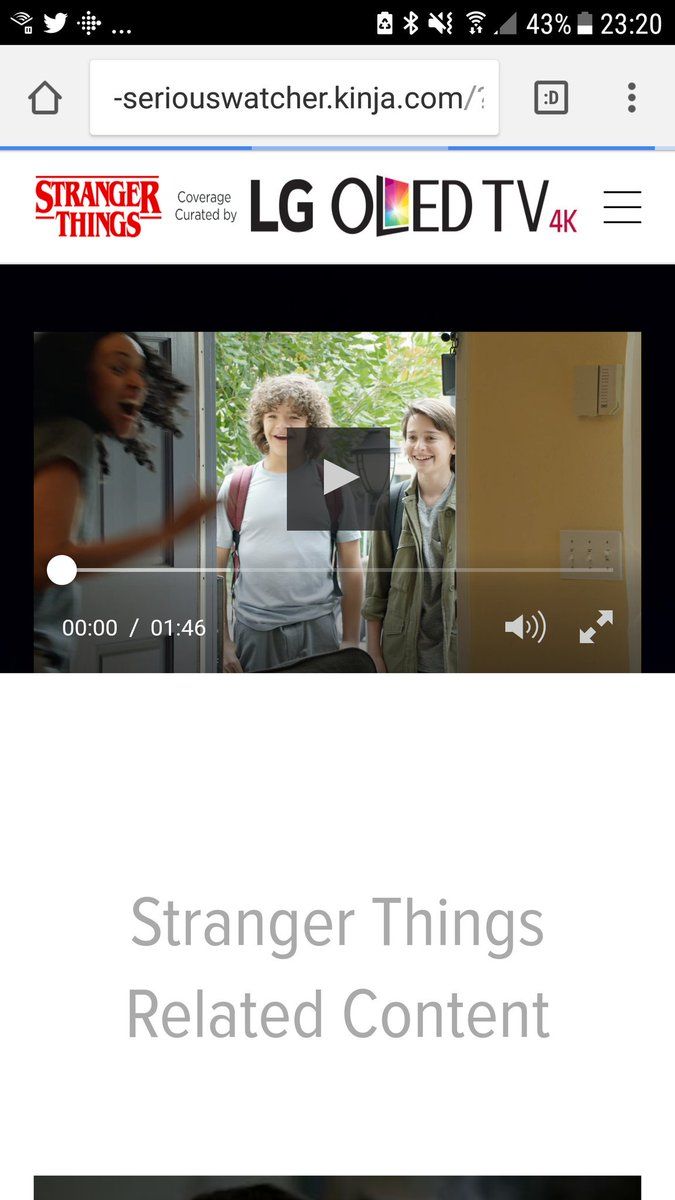 ... 43% 23:20
-seriouswatcher.kinja.com/? :D
STRANGER
THINGS
Coverage
Curated by
LG OLED TV 4K
00:00 / 01:46
Stranger Things
Related Content